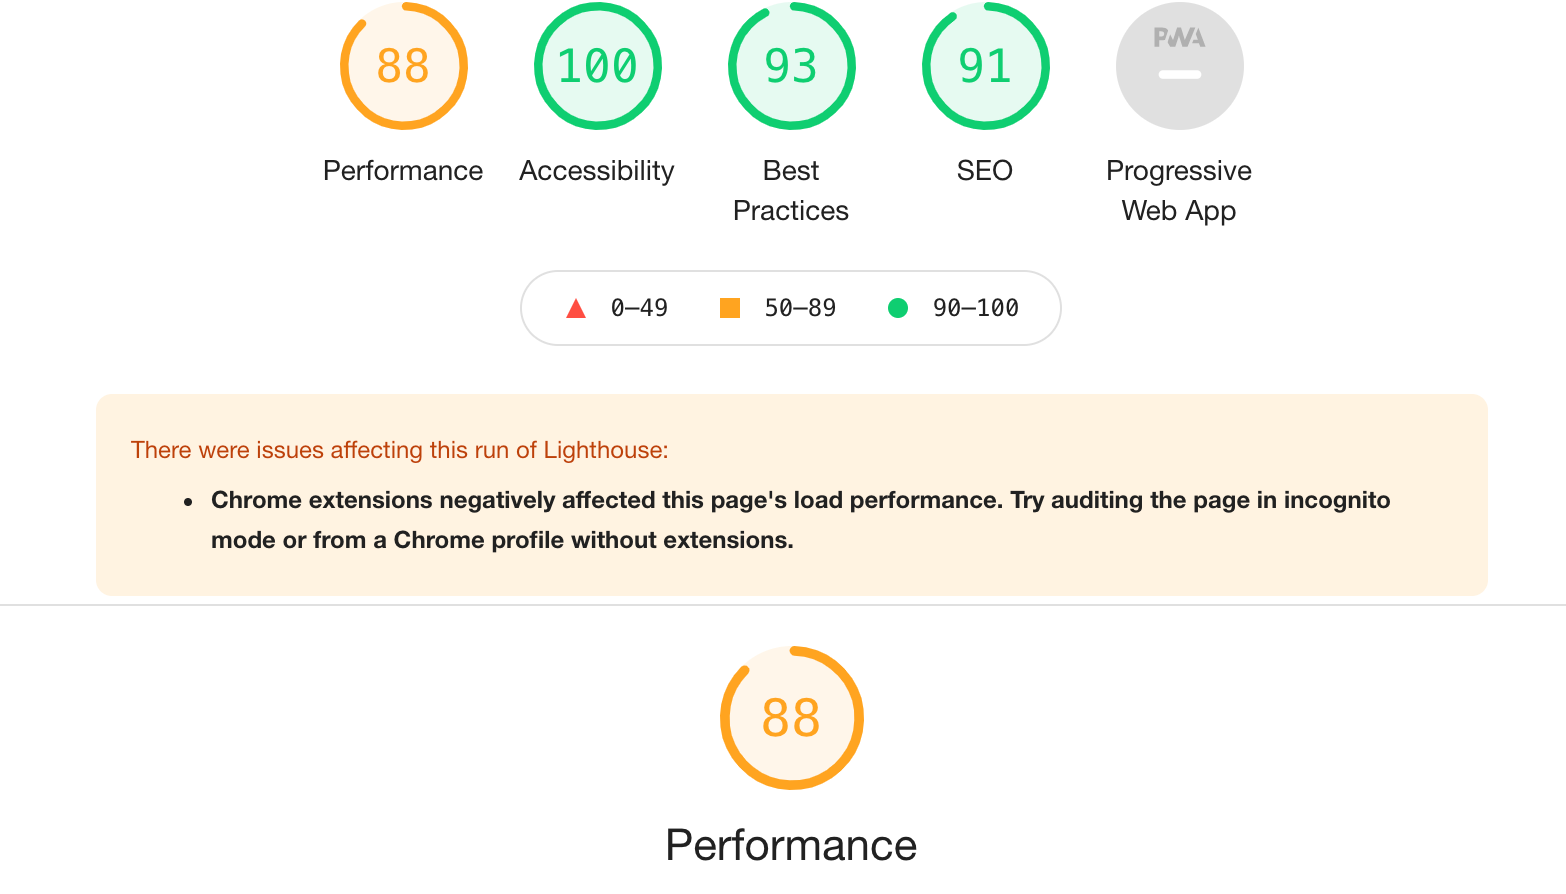 88 100 93 91 PWA
Performance Accessibility Best Practices SEO Progressive Web App
0–49 50–89 90–100
There were issues affecting this run of Lighthouse:
• Chrome extensions negatively affected this page's load performance. Try auditing the page in incognito
mode or from a Chrome profile without extensions.
88
Performance